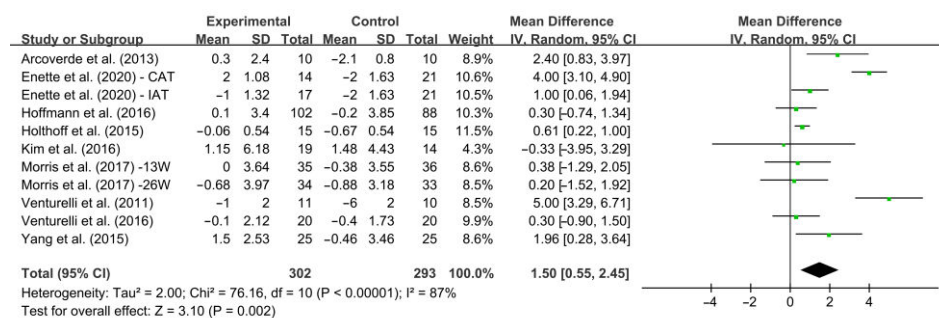 Experimental Control Mean Difference Mean Difference
Study or Subgroup Mean SD Total Mean SD Total Weight IV, Random, 95% CI IV, Random, 95% CI
Arcoverde et al. (2013) 0.3 2.4 10 −2.1 0.8 10 8.9% 2.40 [0.83, 3.97]
Enette et al. (2020) - CAT 2 1.08 14 −2 1.63 21 10.7% 4.00 [3.10, 4.90]
Enette et al. (2020) - IAT −1 1.32 17 −2 1.63 21 10.6% 1.00 [0.06, 1.94]
Hoffmann et al. (2016) 0.1 3.4 102 −0.2 3.85 88 10.3% 0.30 [-0.74, 1.34]
Holthoff et al. (2015) −0.06 0.54 15 −0.67 0.54 15 11.5% 0.61 [0.22, 1.00]
Kim et al. (2016) 1.15 6.18 19 1.48 4.43 14 4.2% -0.33 [-3.95, 3.29]
Morris et al. (2017) -13W 0 3.64 35 −0.38 3.55 36 8.6% 0.38 [-1.29, 2.05]
Morris et al. (2017) -26W −0.68 3.97 34 −0.88 3.18 33 8.5% 0.20 [-1.52, 1.92]
Venturelli et al. (2011) −1 2 11 −6 2 10 8.5% 5.00 [3.29, 6.71]
Venturelli et al. (2016) −0.1 2.12 20 −0.4 1.73 20 9.9% 0.30 [-0.90, 1.50]
Yang et al. (2015) 1.5 2.53 25 −0.46 3.46 25 8.6% 1.96 [0.28, 3.64]
Total (95% CI) 302 293 100.0% 1.50 [0.55, 2.45]
Heterogeneity: Tau² = 2.00; Chi² = 76.16, df = 10 (P < 0.00001); I² = 87%
Test for overall effect: Z = 3.10 (P = 0.002)
−4 −2 0 2 4